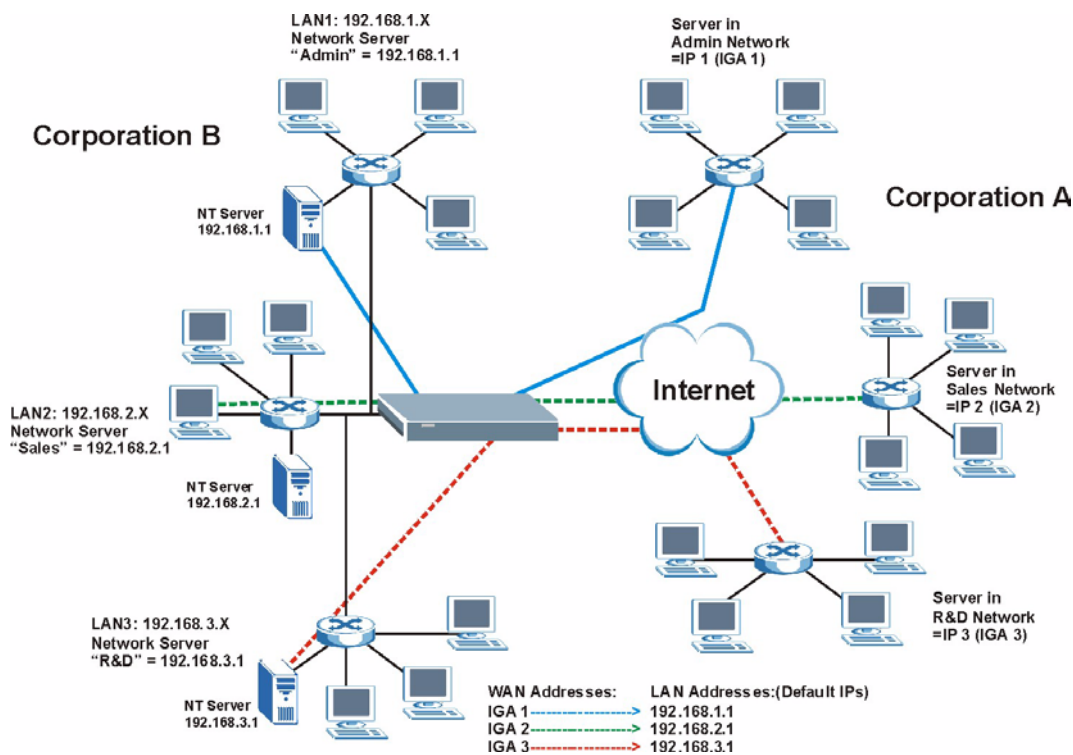 LAN1: 192.168.1.X
Network Server
“Admin” = 192.168.1.1
Server in
Admin Network
=IP 1 (IGA 1)
Corporation B
Corporation A
NT Server
192.168.1.1
Internet
Server in
Sales Network
=IP 2 (IGA 2)
LAN2: 192.168.2.X
Network Server
“Sales” = 192.168.2.1
NT Server
192.168.2.1
LAN3: 192.168.3.X
Network Server
“R&D” = 192.168.3.1
NT Server
192.168.3.1
Server in
R&D Network
=IP 3 (IGA 3)
WAN Addresses: LAN Addresses:(Default IPs)
IGA 1 192.168.1.1
IGA 2 192.168.2.1
IGA 3 192.168.3.1